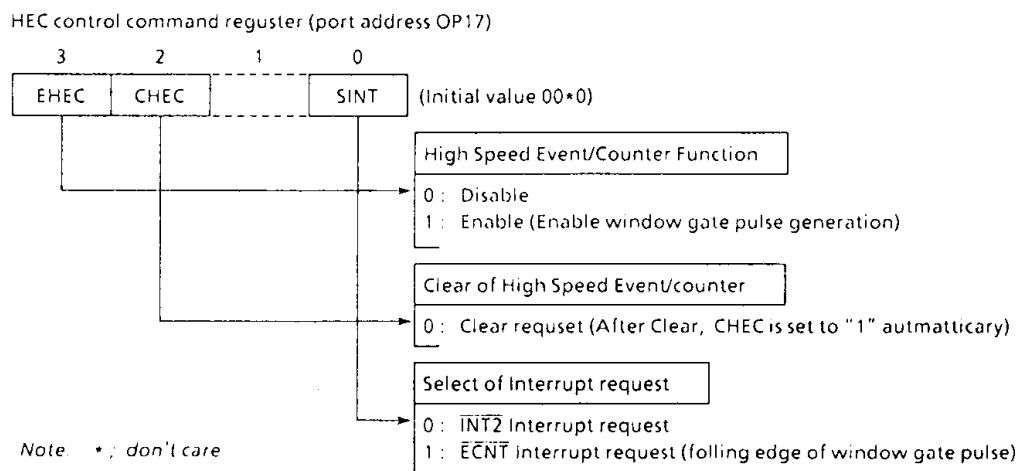 HEC control command reguster (port address OP17)
3 2 1 0
EHEC CHEC SINT (Initial value 00*0)
High Speed Event/Counter Function
0 : Disable
1 : Enable (Enable window gate pulse generation)
Clear of High Speed Event/counter
0 : Clear requset (After Clear, CHEC is set to "1" autmatticary)
Select of Interrupt request
0 : INT2 Interrupt request
1 : ECNT Interrupt request (folling edge of window gate pulse)
Note. * ; don't care